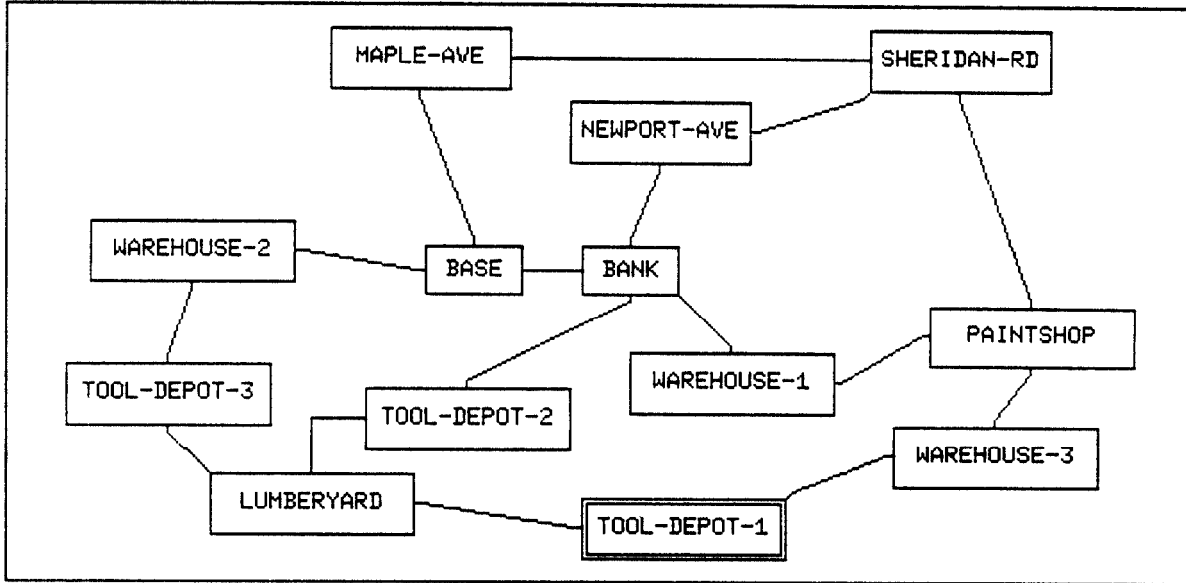 MAPLE-AVE
SHERIDAN-RD
NEWPORT-AVE
WAREHOUSE-2
BASE
BANK
PAINTSHOP
WAREHOUSE-1
TOOL-DEPOT-3
TOOL-DEPOT-2
WAREHOUSE-3
LUMBERYARD
TOOL-DEPOT-1